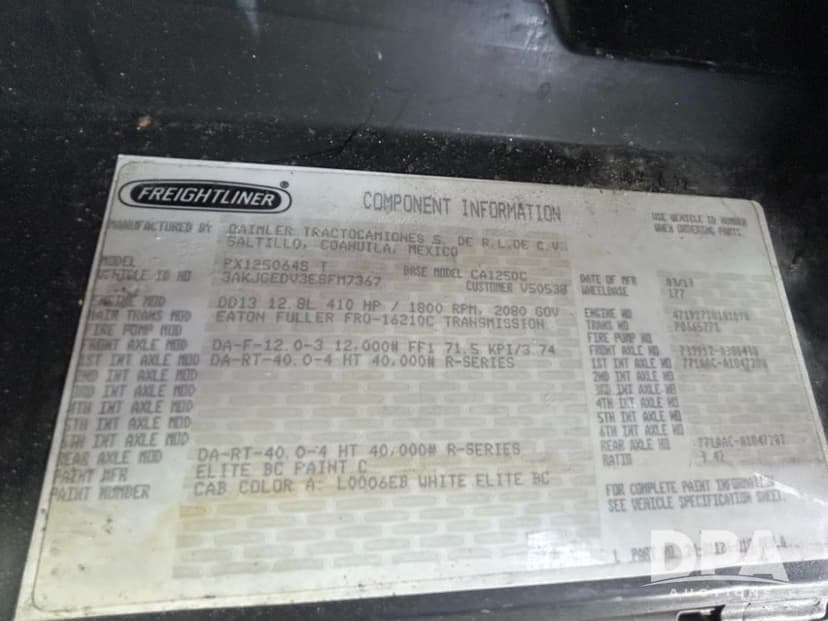 FREIGHTLINER®
COMPONENT INFORMATION
USE VEHICLE ID NUMBER
WHEN ORDERING PARTS.
MANUFACTURED BY DAIMLER TRACTOCAMIONES S. DE R.L.DE C.V.
SALTILLO, COAHUILA, MEXICO
MODEL PX125064S T BASE MODEL CA125DC DATE OF MFR 03/13
VEHICLE ID NO CUSTOMER V50538 WHEELBASE 177
ENGINE MOD DD13 12.8L 410 HP / 1800 RPM, 2080 GOV ENGINE NO
MAIN TRANS MOD EATON FULLER FRO-16210C TRANSMISSION TRANS NO
FIRE PUMP MOD FIRE PUMP NO
FRONT AXLE MOD DA-F-12.0-3 12,000# FF1 71.5 KPI/3.74 FRONT AXLE NO
1ST INT AXLE MOD DA-RT-40.0-4 HT 40,000# R-SERIES 1ST INT AXLE NO
2ND INT AXLE MOD 2ND INT AXLE NO
3RD INT AXLE MOD 3RD INT AXLE NO
4TH INT AXLE MOD 4TH INT AXLE NO
5TH INT AXLE MOD 5TH INT AXLE NO
6TH INT AXLE MOD 6TH INT AXLE NO
REAR AXLE MOD DA-RT-40.0-4 HT 40,000# R-SERIES REAR AXLE NO
PAINT MFR ELITE BC PAINT C RATIO
PAINT NUMBER CAB COLOR A: L0006EB WHITE ELITE BC
FOR COMPLETE PAINT INFORMATION
SEE VEHICLE SPECIFICATION SHEET.
PART NO
DPA
AUCTIONS